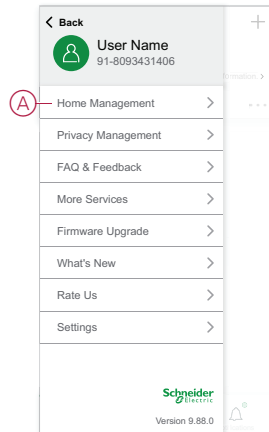 Back
User Name
91-8093431406
A
Home Management
Privacy Management
FAQ & Feedback
More Services
Firmware Upgrade
What's New
Rate Us
Settings
Schneider
Electric
Version 9.88.0